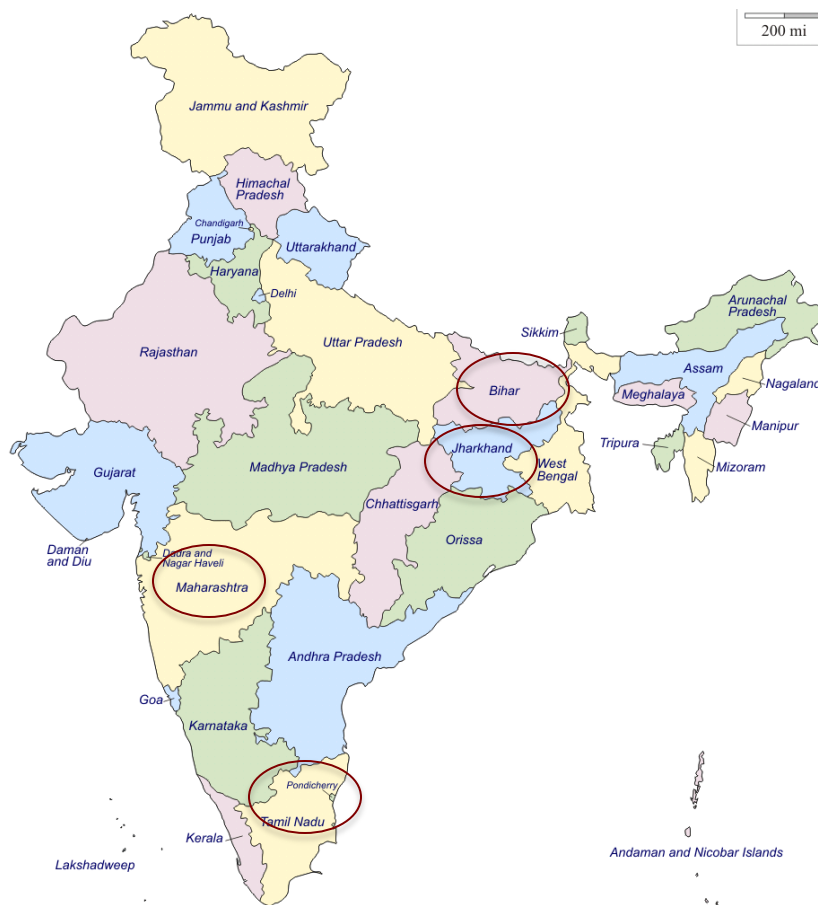 200 mi
Jammu and Kashmir
Himachal
Pradesh
Chandigarh
Punjab
Uttarakhand
Haryana
Delhi
Arunachal
Pradesh
Sikkim
Uttar Pradesh
Rajasthan
Assam
Nagaland
Bihar
Meghalaya
Manipur
Tripura
Jharkhand
Mizoram
Gujarat
Madhya Pradesh
West
Bengal
Chhattisgarh
Orissa
Daman
and Diu
Dadra and
Nagar Haveli
Maharashtra
Andhra Pradesh
Goa
Karnataka
Pondicherry
Tamil Nadu
Kerala
Lakshadweep
Andaman and Nicobar Islands